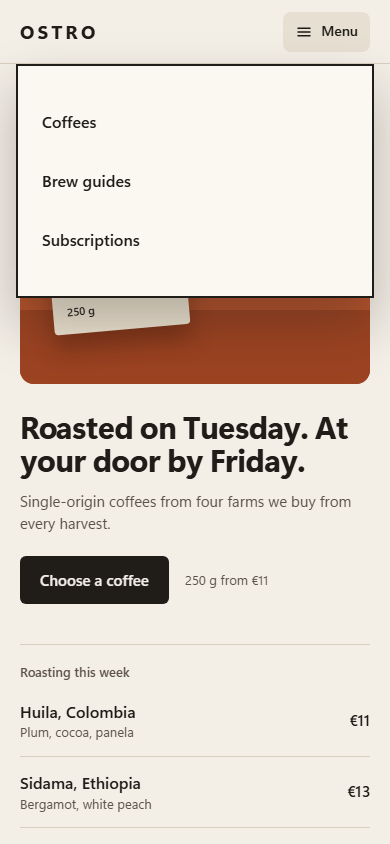 OSTRO
Menu
Coffees
Brew guides
Subscriptions
250 g
Roasted on Tuesday. At
your door by Friday.
Single-origin coffees from four farms we buy from
every harvest.
Choose a coffee
250 g from €11
Roasting this week
Huila, Colombia
€11
Plum, cocoa, panela
Sidama, Ethiopia
€13
Bergamot, white peach